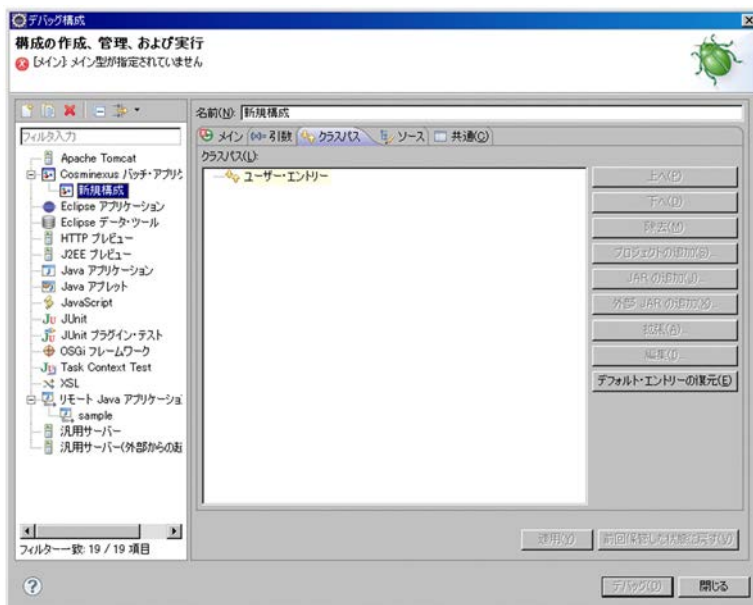 デバッグ構成
構成の作成、管理、および実行
[メイン]: メイン型が指定されていません
フィルタ入力
Apache Tomcat
Cosminexus バッチ・アプリケ
新規構成
Eclipse アプリケーション
Eclipse データ・ツール
HTTP プレビュー
J2EE プレビュー
Java アプリケーション
Java アプレット
JavaScript
JUnit
JUnit プラグイン・テスト
OSGi フレームワーク
Task Context Test
XSL
リモート Java アプリケーショ
sample
汎用サーバー
汎用サーバー(外部からの起
フィルター一致: 19 / 19 項目
名前(N): 新規構成
メイン 引数 クラスパス ソース 共通(C)
クラスパス(L):
ユーザー・エントリー
上へ(P)
下へ(D)
除去(M)
プロジェクトの追加(S)...
JAR の追加(J)...
外部 JAR の追加(X)...
拡張(A)...
編集(I)...
デフォルト・エントリーの復元(E)
適用(Y) 前回保管した状態に戻す(V)
デバッグ(D) 閉じる